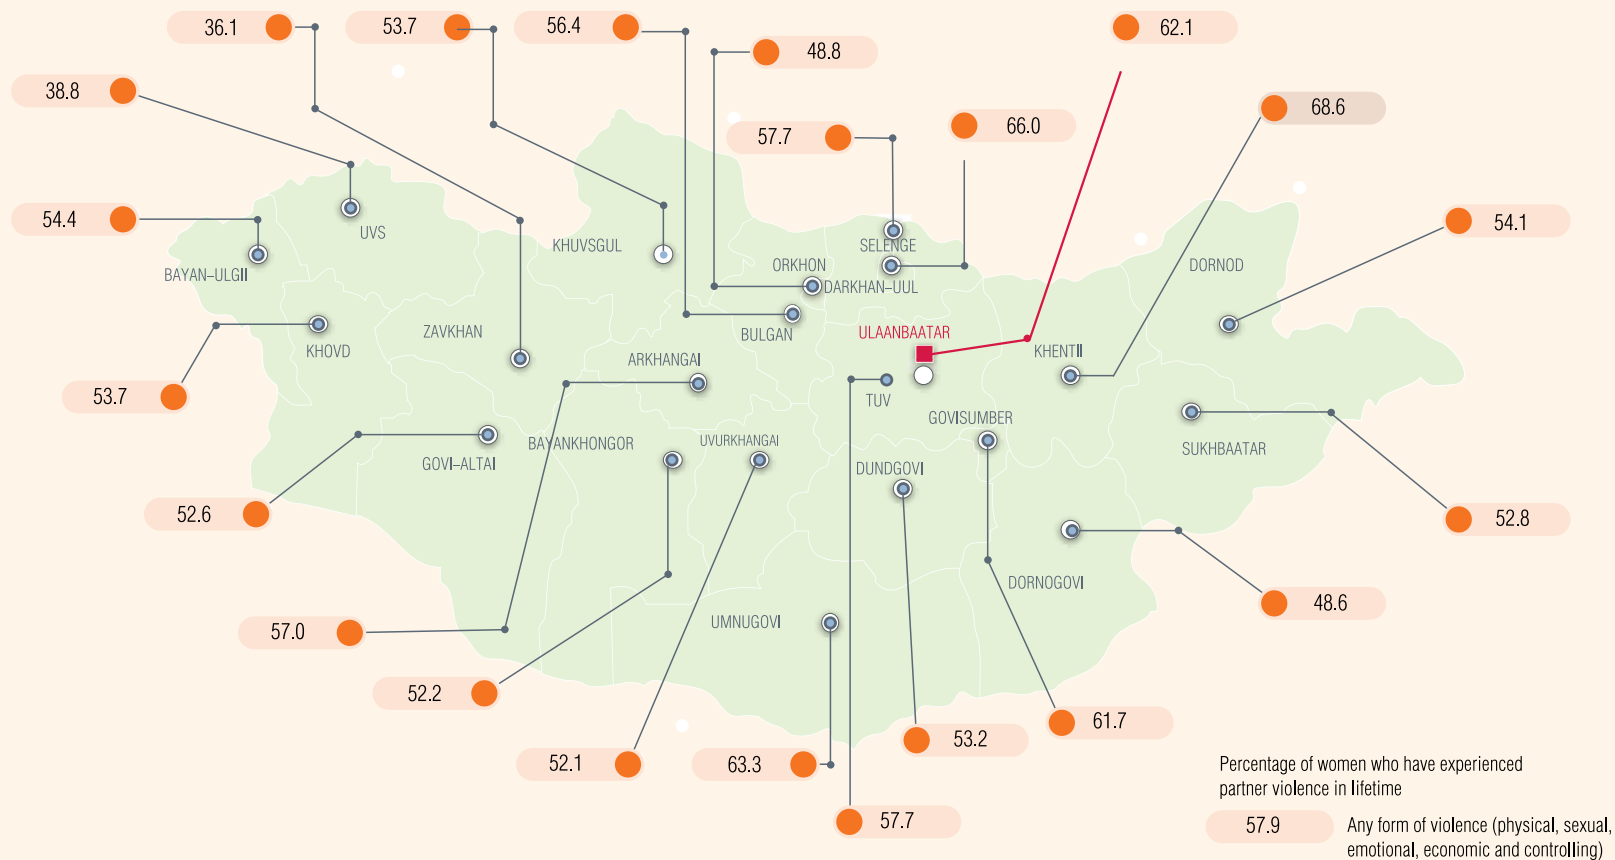 36.1
53.7
56.4
48.8
62.1
38.8
57.7
66.0
68.6
54.4
54.1
UVS
KHUVSGUL
SELENGE
BAYAN–ULGII
ORKHON
DORNOD
DARKHAN–UUL
ZAVKHAN
BULGAN
ULAANBAATAR
KHOVD
ARKHANGAI
KHENTII
53.7
TUV
GOVISUMBER
BAYANKHONGOR
UVURKHANGAI
SUKHBAATAR
GOVI–ALTAI
DUNDGOVI
52.6
52.8
DORNOGOVI
48.6
57.0
UMNUGOVI
52.2
61.7
53.2
52.1
63.3
57.7
Percentage of women who have experienced
partner violence in lifetime
57.9
Any form of violence (physical, sexual,
emotional, economic and controlling)